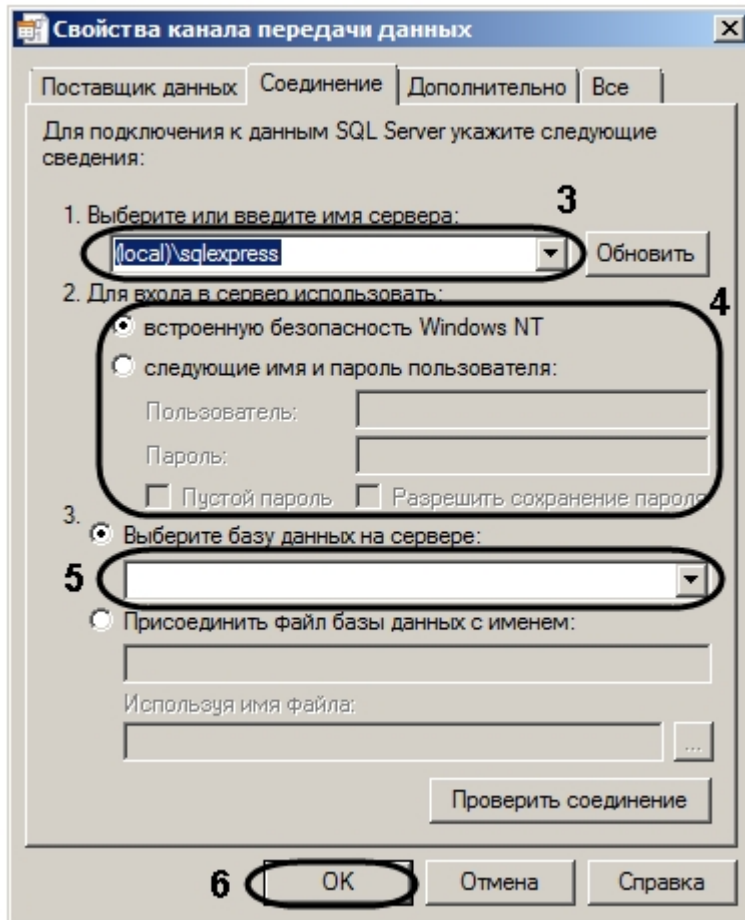 Свойства канала передачи данных
Поставщик данных Соединение Дополнительно Все
Для подключения к данным SQL Server укажите следующие
сведения:
3
1. Выберите или введите имя сервера:
(local)\sqlexpress Обновить
2. Для входа в сервер использовать: 4
встроенную безопасность Windows NT
следующие имя и пароль пользователя:
Пользователь:
Пароль:
Пустой пароль Разрешить сохранение пароля
3.
Выберите базу данных на сервере:
5
Присоединить файл базы данных с именем:
Используя имя файла:
...
Проверить соединение
6 OK Отмена Справка